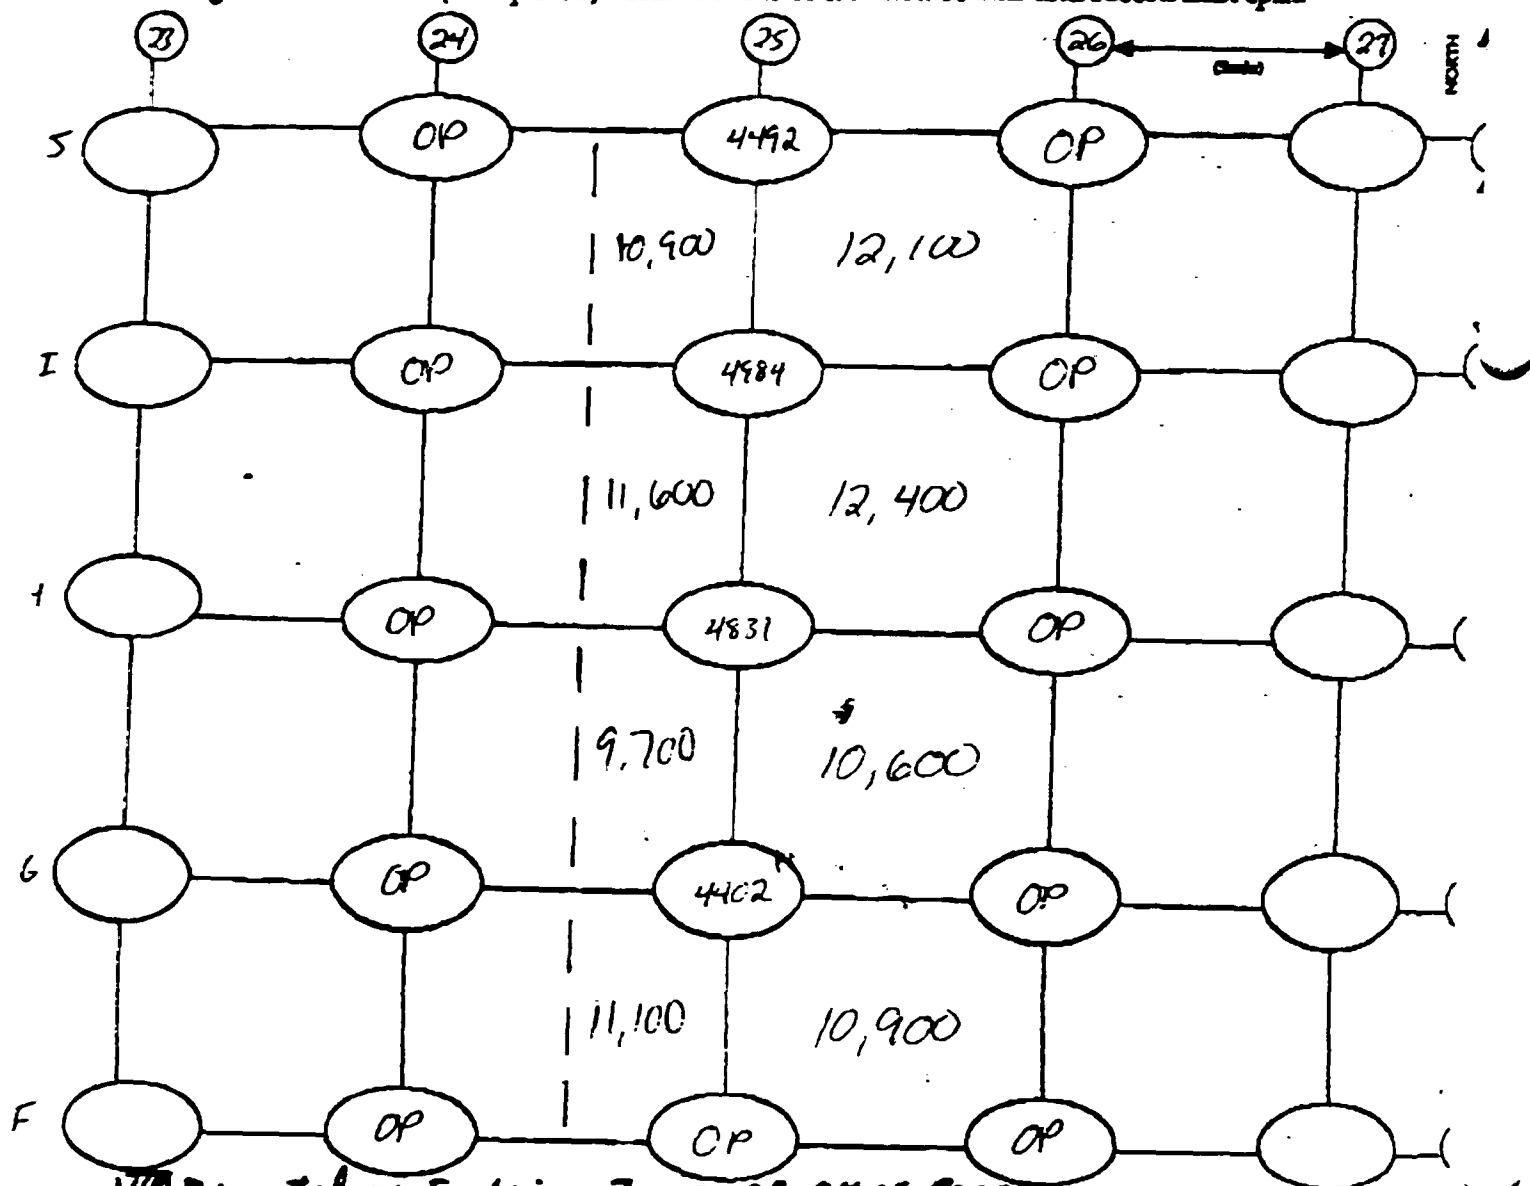 23 24 25 26 27
NORTH
5 OP 4492 OP
10,900 12,100
I OP 4984 OP
11,600 12,400
OP 4831 OP
9,700 10,600
G OP 4402 OP
11,100 10,900
F OP OP OP